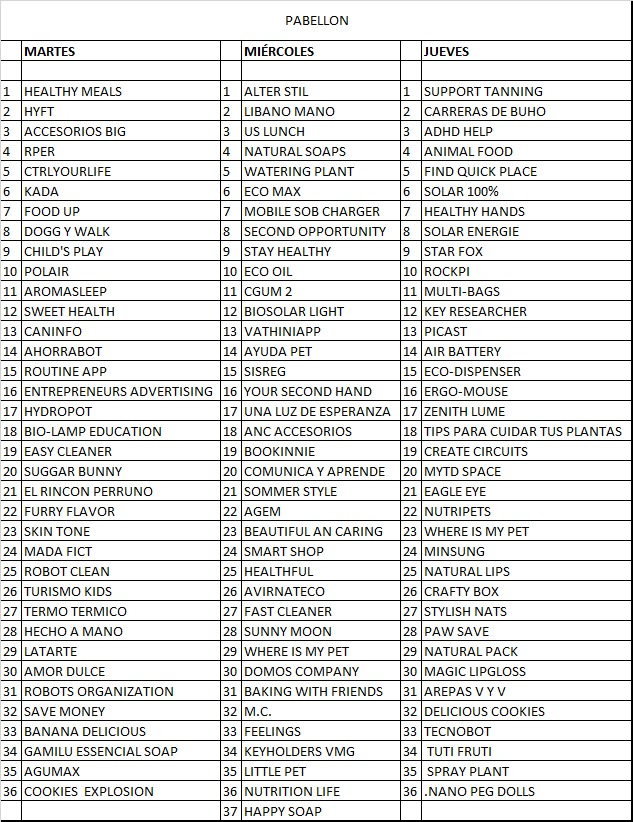 PABELLON
MARTES MIÉRCOLES JUEVES
1 HEALTHY MEALS 1 ALTER STIL 1 SUPPORT TANNING
2 HYFT 2 LIBANO MANO 2 CARRERAS DE BUHO
3 ACCESORIOS BIG 3 US LUNCH 3 ADHD HELP
4 RPER 4 NATURAL SOAPS 4 ANIMAL FOOD
5 CTRLYOURLIFE 5 WATERING PLANT 5 FIND QUICK PLACE
6 KADA 6 ECO MAX 6 SOLAR 100%
7 FOOD UP 7 MOBILE SOB CHARGER 7 HEALTHY HANDS
8 DOGG Y WALK 8 SECOND OPPORTUNITY 8 SOLAR ENERGIE
9 CHILD'S PLAY 9 STAY HEALTHY 9 STAR FOX
10 POLAIR 10 ECO OIL 10 ROCKPI
11 AROMASLEEP 11 CGUM 2 11 MULTI-BAGS
12 SWEET HEALTH 12 BIOSOLAR LIGHT 12 KEY RESEARCHER
13 CANINFO 13 VATHINIAPP 13 PICAST
14 AHORRABOT 14 AYUDA PET 14 AIR BATTERY
15 ROUTINE APP 15 SISREG 15 ECO-DISPENSER
16 ENTREPRENEURS ADVERTISING 16 YOUR SECOND HAND 16 ERGO-MOUSE
17 HYDROPOT 17 UNA LUZ DE ESPERANZA 17 ZENITH LUME
18 BIO-LAMP EDUCATION 18 ANC ACCESORIOS 18 TIPS PARA CUIDAR TUS PLANTAS
19 EASY CLEANER 19 BOOKINNIE 19 CREATE CIRCUITS
20 SUGGAR BUNNY 20 COMUNICA Y APRENDE 20 MYTD SPACE
21 EL RINCON PERRUNO 21 SOMMER STYLE 21 EAGLE EYE
22 FURRY FLAVOR 22 AGEM 22 NUTRIPETS
23 SKIN TONE 23 BEAUTIFUL AN CARING 23 WHERE IS MY PET
24 MADA FICT 24 SMART SHOP 24 MINSUNG
25 ROBOT CLEAN 25 HEALTHFUL 25 NATURAL LIPS
26 TURISMO KIDS 26 AVIRNATECO 26 CRAFTY BOX
27 TERMO TERMICO 27 FAST CLEANER 27 STYLISH NATS
28 HECHO A MANO 28 SUNNY MOON 28 PAW SAVE
29 LATARTE 29 WHERE IS MY PET 29 NATURAL PACK
30 AMOR DULCE 30 DOMOS COMPANY 30 MAGIC LIPGLOSS
31 ROBOTS ORGANIZATION 31 BAKING WITH FRIENDS 31 AREPAS V Y V
32 SAVE MONEY 32 M.C. 32 DELICIOUS COOKIES
33 BANANA DELICIOUS 33 FEELINGS 33 TECNOBOT
34 GAMILU ESSENCIAL SOAP 34 KEYHOLDERS VMG 34 TUTI FRUTI
35 AGUMAX 35 LITTLE PET 35 SPRAY PLANT
36 COOKIES EXPLOSION 36 NUTRITION LIFE 36 .NANO PEG DOLLS
37 HAPPY SOAP